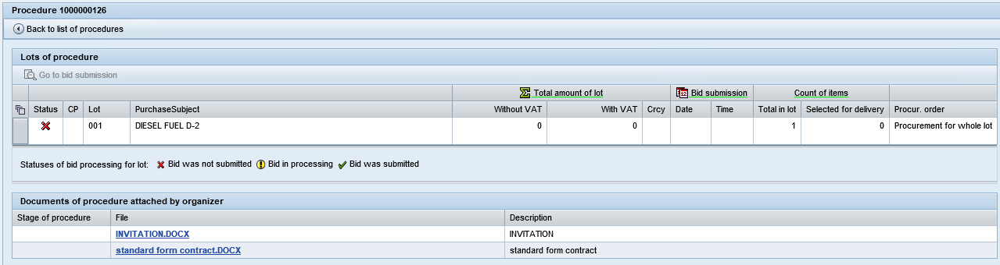 Procedure 1000000126
Back to list of procedures
Lots of procedure
Go to bid submission
Total amount of lot Bid submission Count of items
Status CP Lot PurchaseSubject Without VAT With VAT Crcy Date Time Total in lot Selected for delivery Procur. order
001 DIESEL FUEL D-2 0 0 1 0 Procurement for whole lot
Statuses of bid processing for lot: Bid was not submitted Bid in processing Bid was submitted
Documents of procedure attached by organizer
Stage of procedure File Description
INVITATION.DOCX INVITATION
standard form contract.DOCX standard form contract